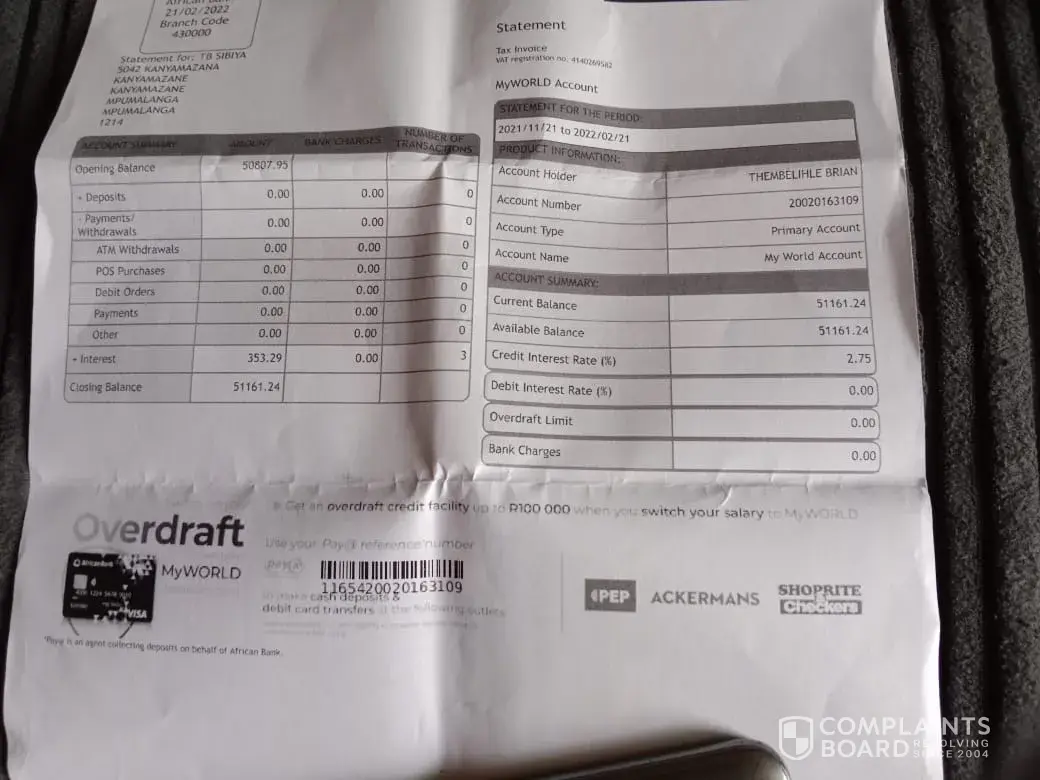 African Bank
21/02/2022
Branch Code
430000
Statement for: TB SIBIYA
5042 KANYAMAZANA
KANYAMAZANE
KANYAMAZANE
MPUMALANGA
MPUMALANGA
1214
Statement
Tax Invoice
VAT registration no. 4140269582
MyWORLD Account
ACCOUNT SUMMARY AMOUNT BANK CHARGES NUMBER OF TRANSACTIONS
Opening Balance 50807.95
+ Deposits 0.00 0.00 0
- Payments/
Withdrawals 0.00 0.00 0
ATM Withdrawals 0.00 0.00 0
POS Purchases 0.00 0.00 0
Debit Orders 0.00 0.00 0
Payments 0.00 0.00 0
Other 0.00 0.00 0
+ Interest 353.29 0.00 3
Closing Balance 51161.24
STATEMENT FOR THE PERIOD:
2021/11/21 to 2022/02/21
PRODUCT INFORMATION:
Account Holder THEMBELIHLE BRIAN
Account Number 20020163109
Account Type Primary Account
Account Name My World Account
ACCOUNT SUMMARY:
Current Balance 51161.24
Available Balance 51161.24
Credit Interest Rate (%) 2.75
Debit Interest Rate (%) 0.00
Overdraft Limit 0.00
Bank Charges 0.00
Overdraft
MyWORLD
AfricanBank
VISA
Get an overdraft credit facility up to R100 000 when you switch your salary to MyWORLD
Use your Pay@ reference number
Pay@
1165420020163109
to make cash deposits &
debit card transfers at the following outlets
PEP ACKERMANS SHOPRITE Checkers
*Pay@ is an agent collecting deposits on behalf of African Bank.
COMPLAINTS
BOARD RESOLVING
SINCE 2004